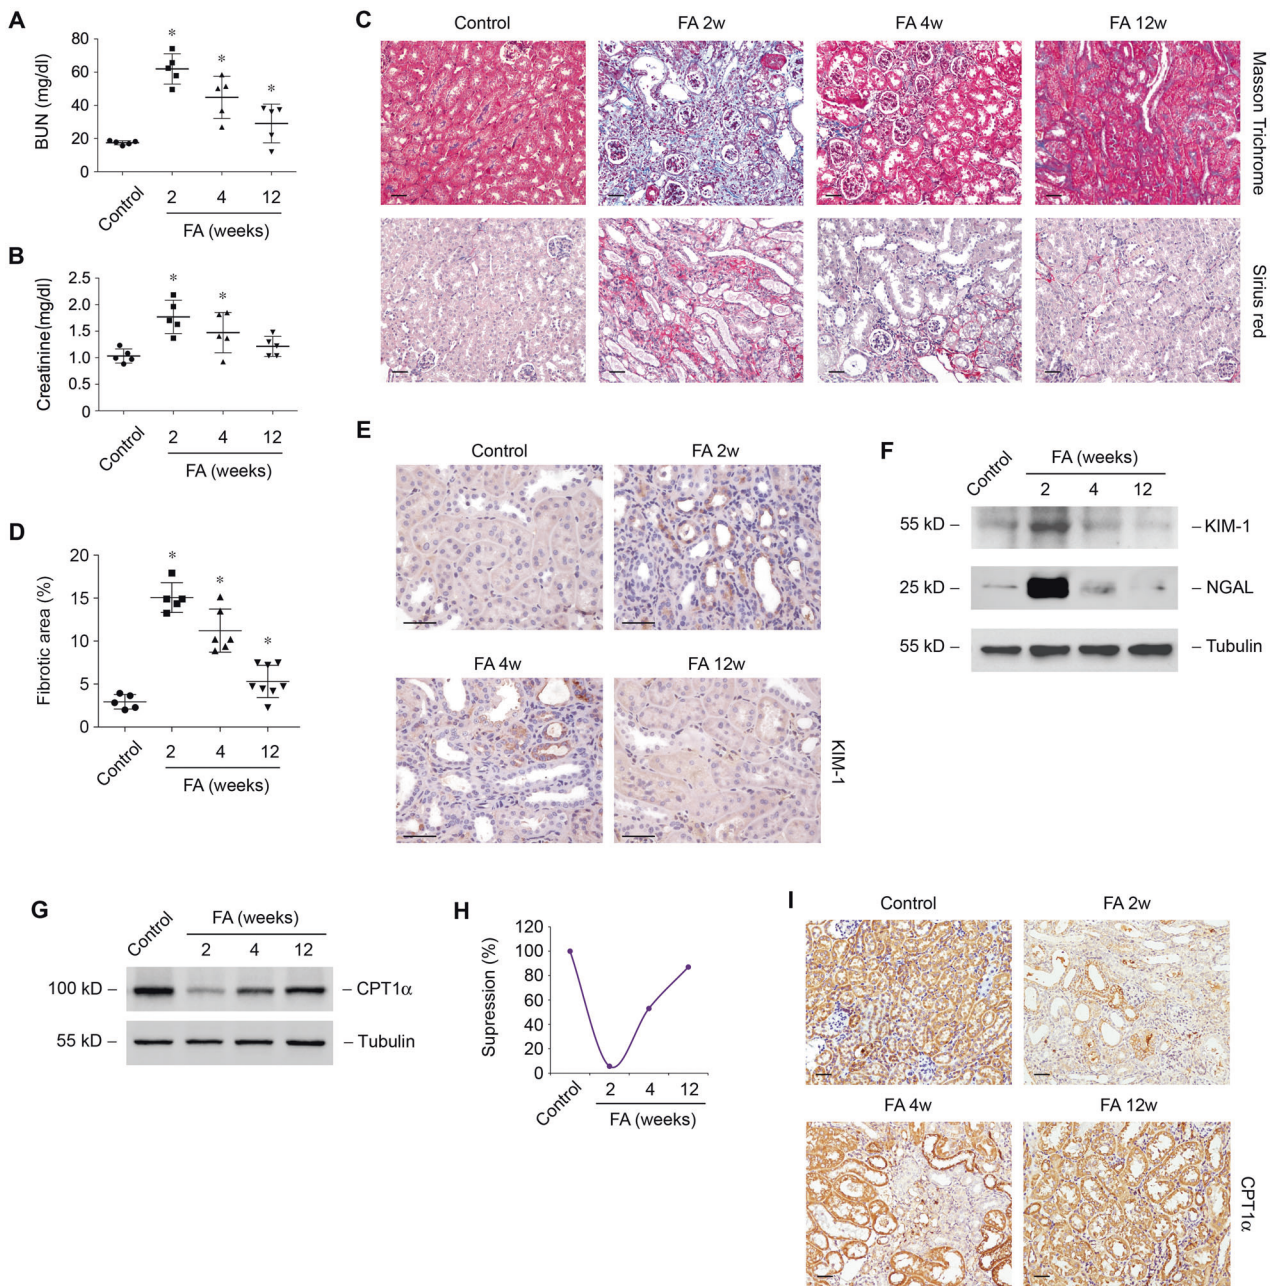 A
BUN (mg/dl)
80
60
40
20
0
*
*
*
Control
2
4
12
FA (weeks)
B
Creatinine(mg/dl)
2.5
2.0
1.5
1.0
0.5
0
*
*
Control
2
4
12
FA (weeks)
C
Control
FA 2w
FA 4w
FA 12w
Mason Trichrome
Sirius red
D
Fibrotic area (%)
20
15
10
5
0
*
*
*
Control
2
4
12
FA (weeks)
E
Control
FA 2w
FA 4w
FA 12w
KIM-1
F
Control
FA (weeks)
2
4
12
55 kD –
– KIM-1
25 kD –
– NGAL
55 kD –
– Tubulin
G
Control
FA (weeks)
2
4
12
100 kD –
– CPT1α
55 kD –
– Tubulin
H
Supression (%)
120
100
80
60
40
20
0
Control
2
4
12
FA (weeks)
I
Control
FA 2w
FA 4w
FA 12w
CPT1α